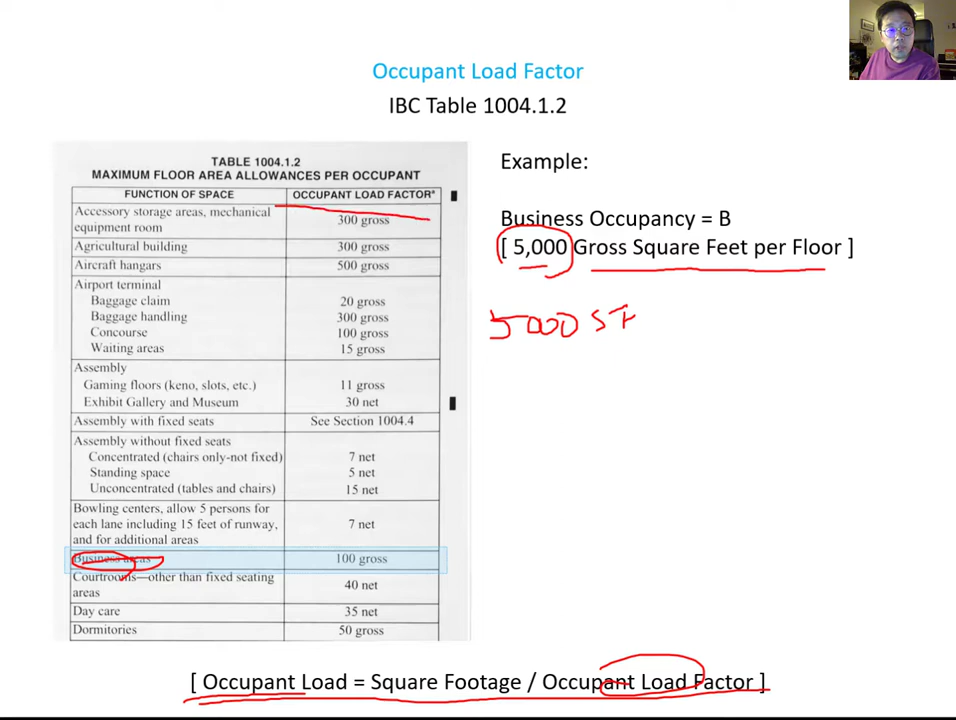 Occupant Load Factor
IBC Table 1004.1.2
TABLE 1004.1.2
MAXIMUM FLOOR AREA ALLOWANCES PER OCCUPANT
FUNCTION OF SPACE OCCUPANT LOAD FACTORª
Accessory storage areas, mechanical equipment room 300 gross
Agricultural building 300 gross
Aircraft hangars 500 gross
Airport terminal
Baggage claim 20 gross
Baggage handling 300 gross
Concourse 100 gross
Waiting areas 15 gross
Assembly
Gaming floors (keno, slots, etc.) 11 gross
Exhibit Gallery and Museum 30 net
Assembly with fixed seats See Section 1004.4
Assembly without fixed seats
Concentrated (chairs only-not fixed) 7 net
Standing space 5 net
Unconcentrated (tables and chairs) 15 net
Bowling centers, allow 5 persons for
each lane including 15 feet of runway,
and for additional areas 7 net
Business areas 100 gross
Courtrooms—other than fixed seating
areas 40 net
Day care 35 net
Dormitories 50 gross
Example:
Business Occupancy = B
[ 5,000 Gross Square Feet per Floor ]
5000 SF
[ Occupant Load = Square Footage / Occupant Load Factor ]